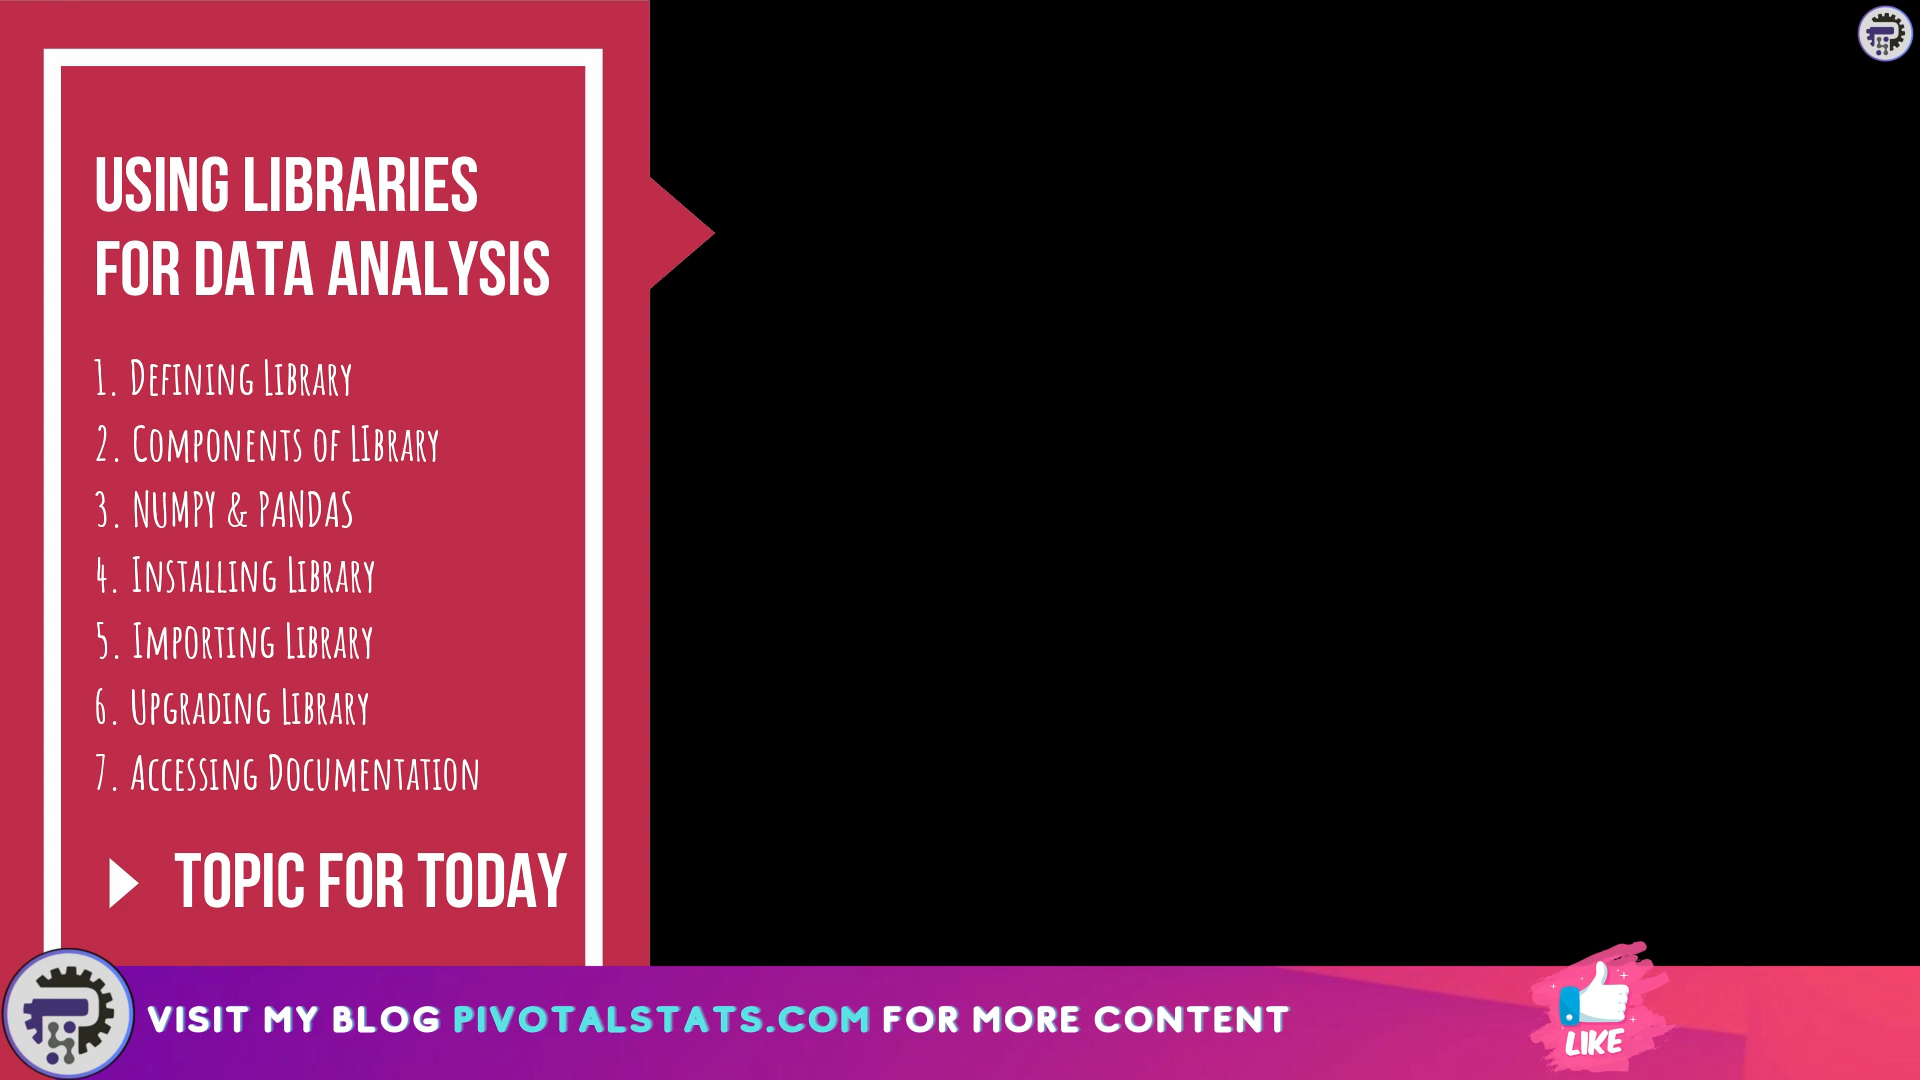 USING LIBRARIES
FOR DATA ANALYSIS
1. Defining Library
2. Components of LIbrary
3. NUMPY & PANDAS
4. Installing Library
5. Importing Library
6. Upgrading Library
7. Accessing Documentation
TOPIC FOR TODAY
VISIT MY BLOG PIVOTALSTATS.COM FOR MORE CONTENT
LIKE